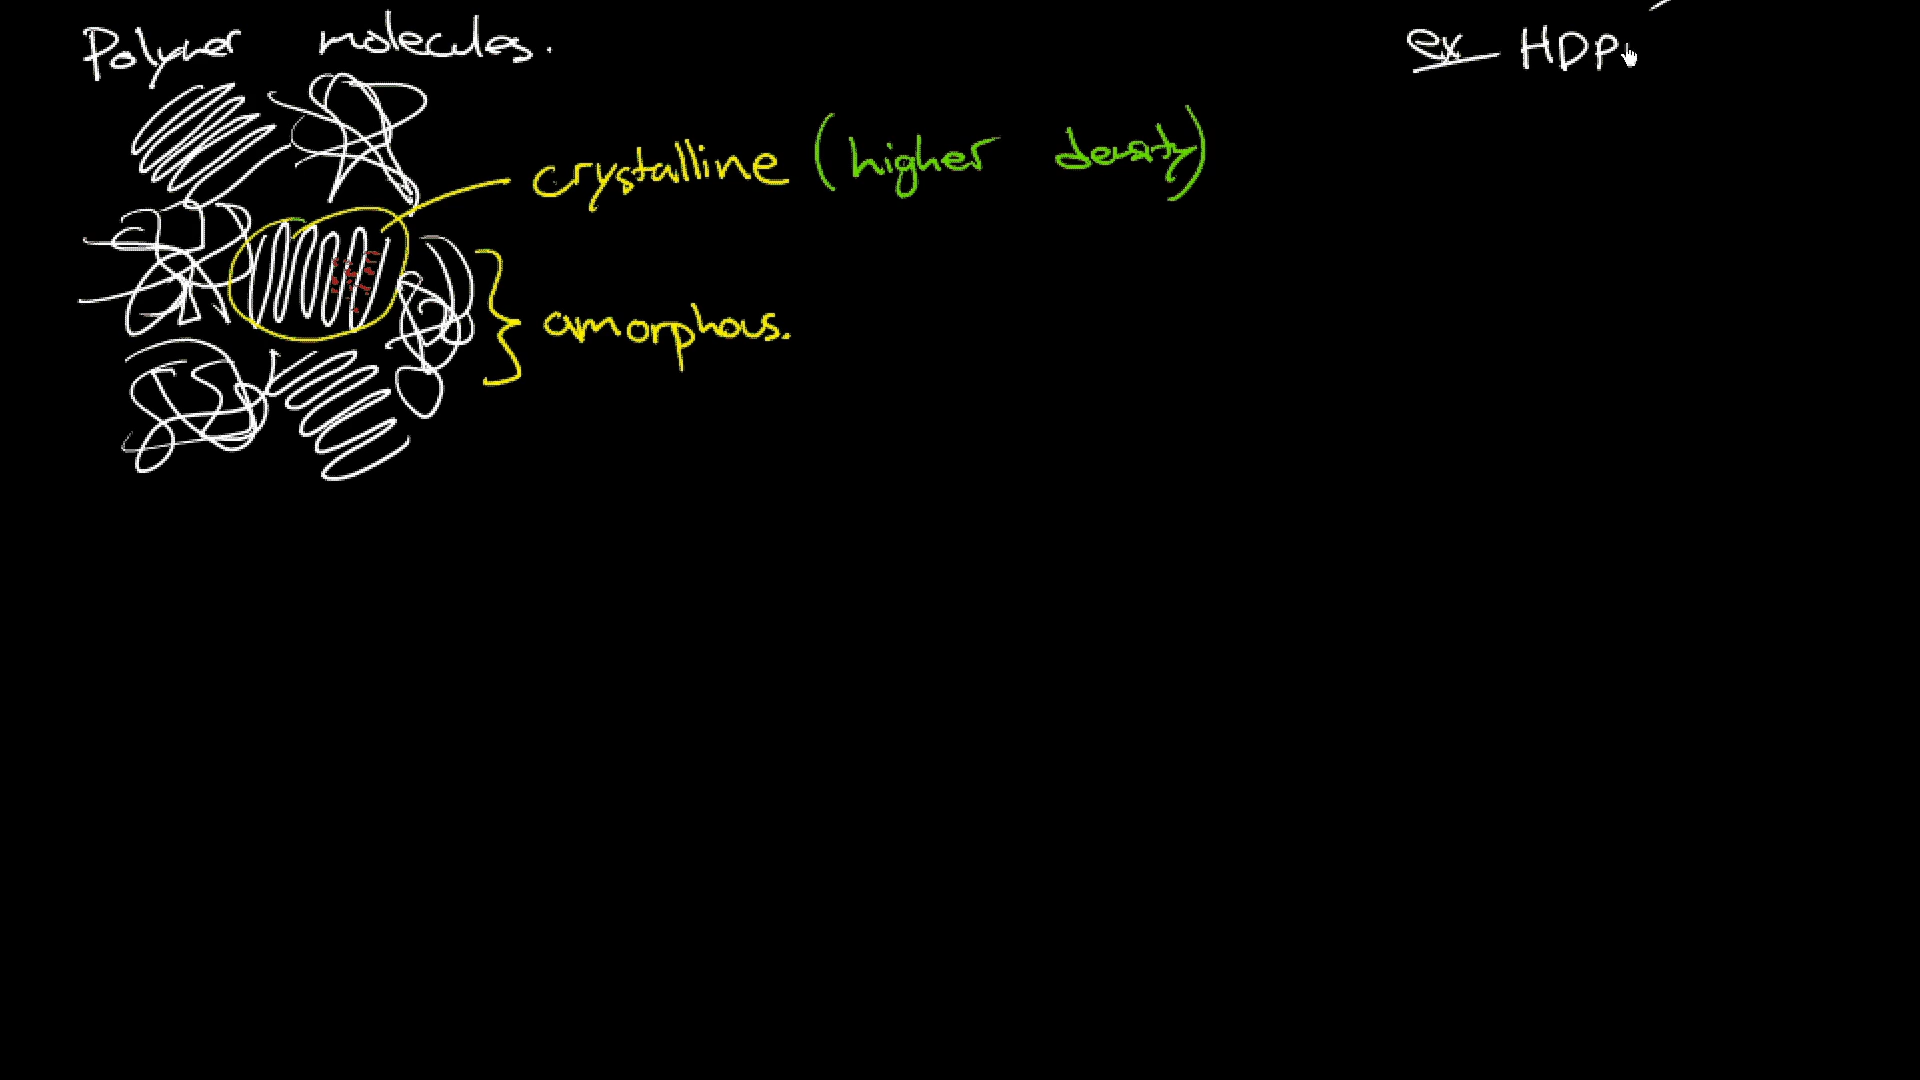 Polymer molecules.
ex HDP
crystalline (higher density)
amorphous.